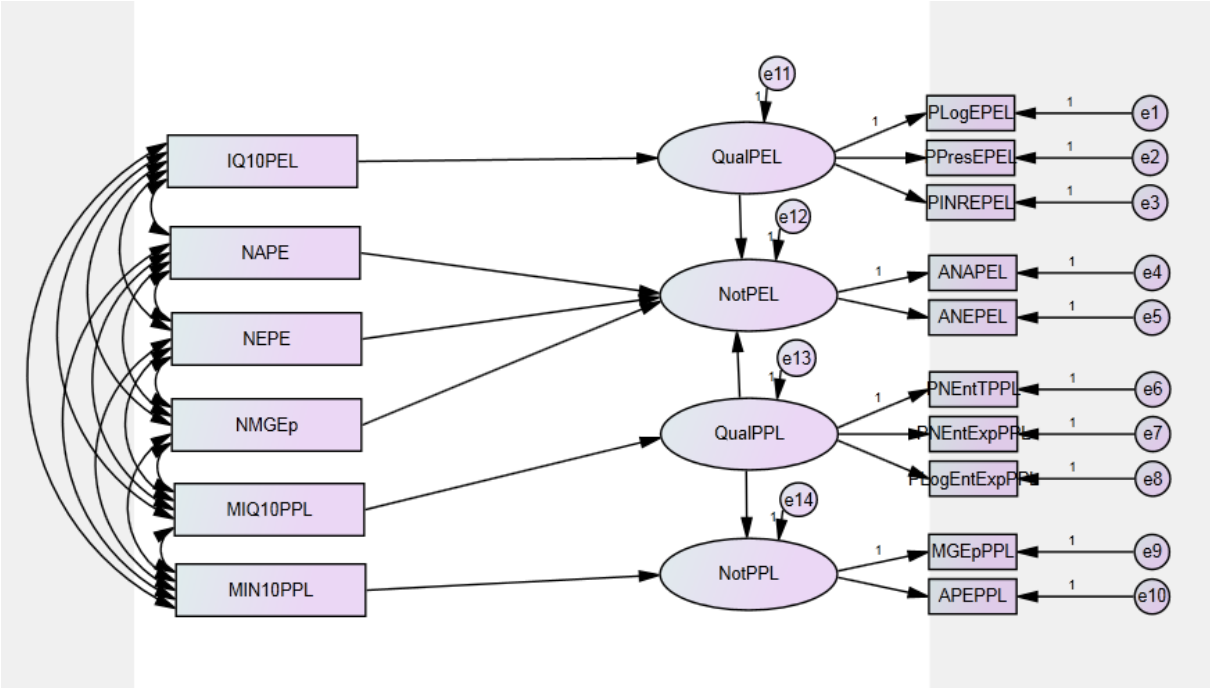 e11
1
1
PLogEPEL
1
e1
IQ10PEL
QualPEL
PPresEPEL
1
e2
PINREPEL
1
e3
e12
1
NAPE
NotPEL
1
ANAPEL
1
e4
ANEPEL
1
e5
NEPE
e13
1
1
PNEntTPPL
1
e6
NMGEp
QualPPL
PNEntExpPPL
1
e7
PLogEntExpPPL
1
e8
MIQ10PPL
e14
1
1
MGEpPPL
1
e9
MIN10PPL
NotPPL
APEPPL
1
e10